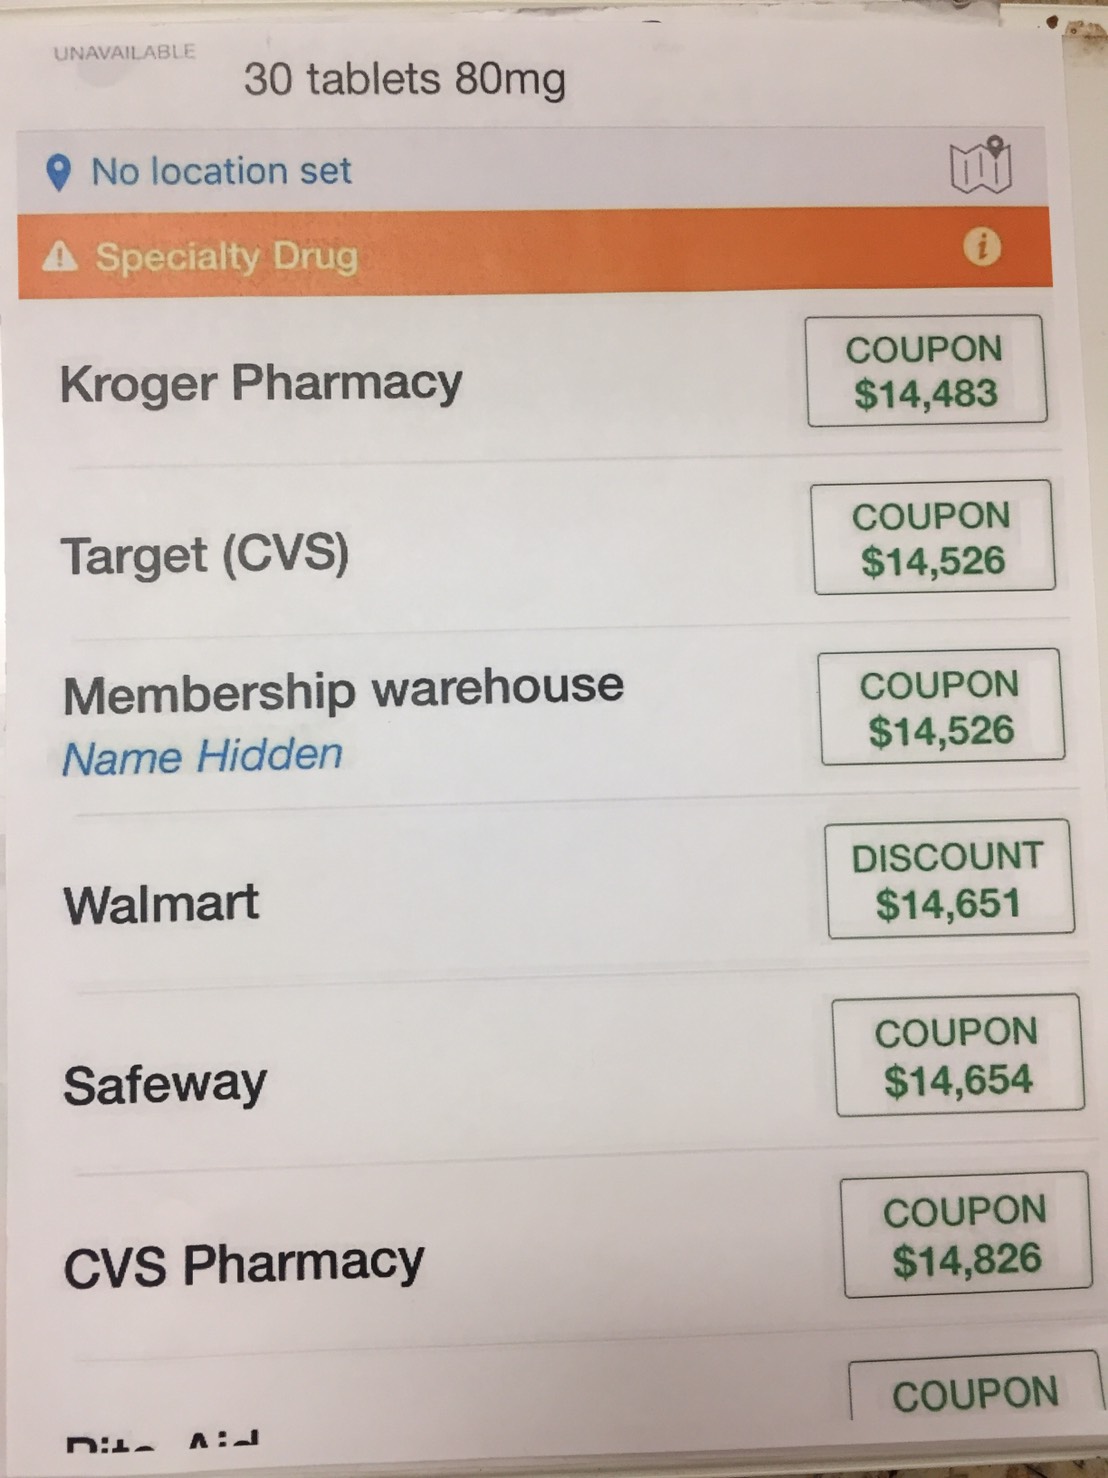 UNAVAILABLE
30 tablets 80mg
No location set
Specialty Drug
Kroger Pharmacy
COUPON
$14,483
Target (CVS)
COUPON
$14,526
Membership warehouse
Name Hidden
COUPON
$14,526
Walmart
DISCOUNT
$14,651
Safeway
COUPON
$14,654
CVS Pharmacy
COUPON
$14,826
Rite Aid
COUPON